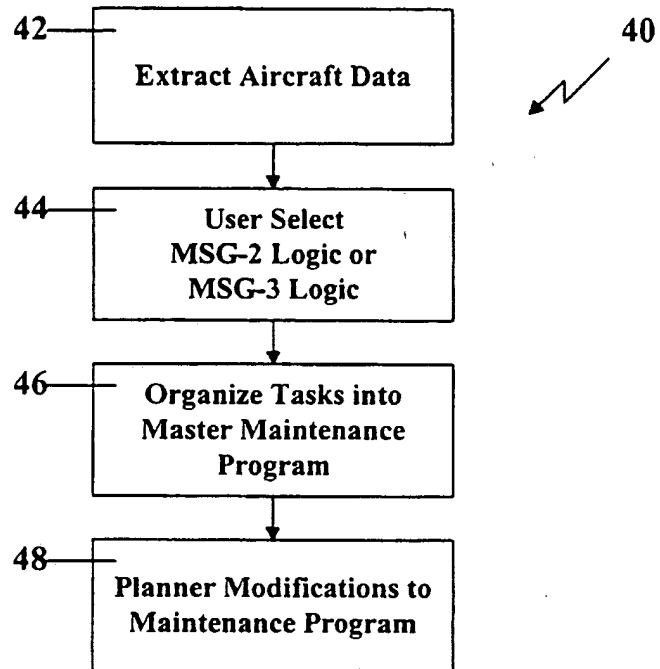 42
40
Extract Aircraft Data
44
User Select
MSG-2 Logic or
MSG-3 Logic
46
Organize Tasks into
Master Maintenance
Program
48
Planner Modifications to
Maintenance Program